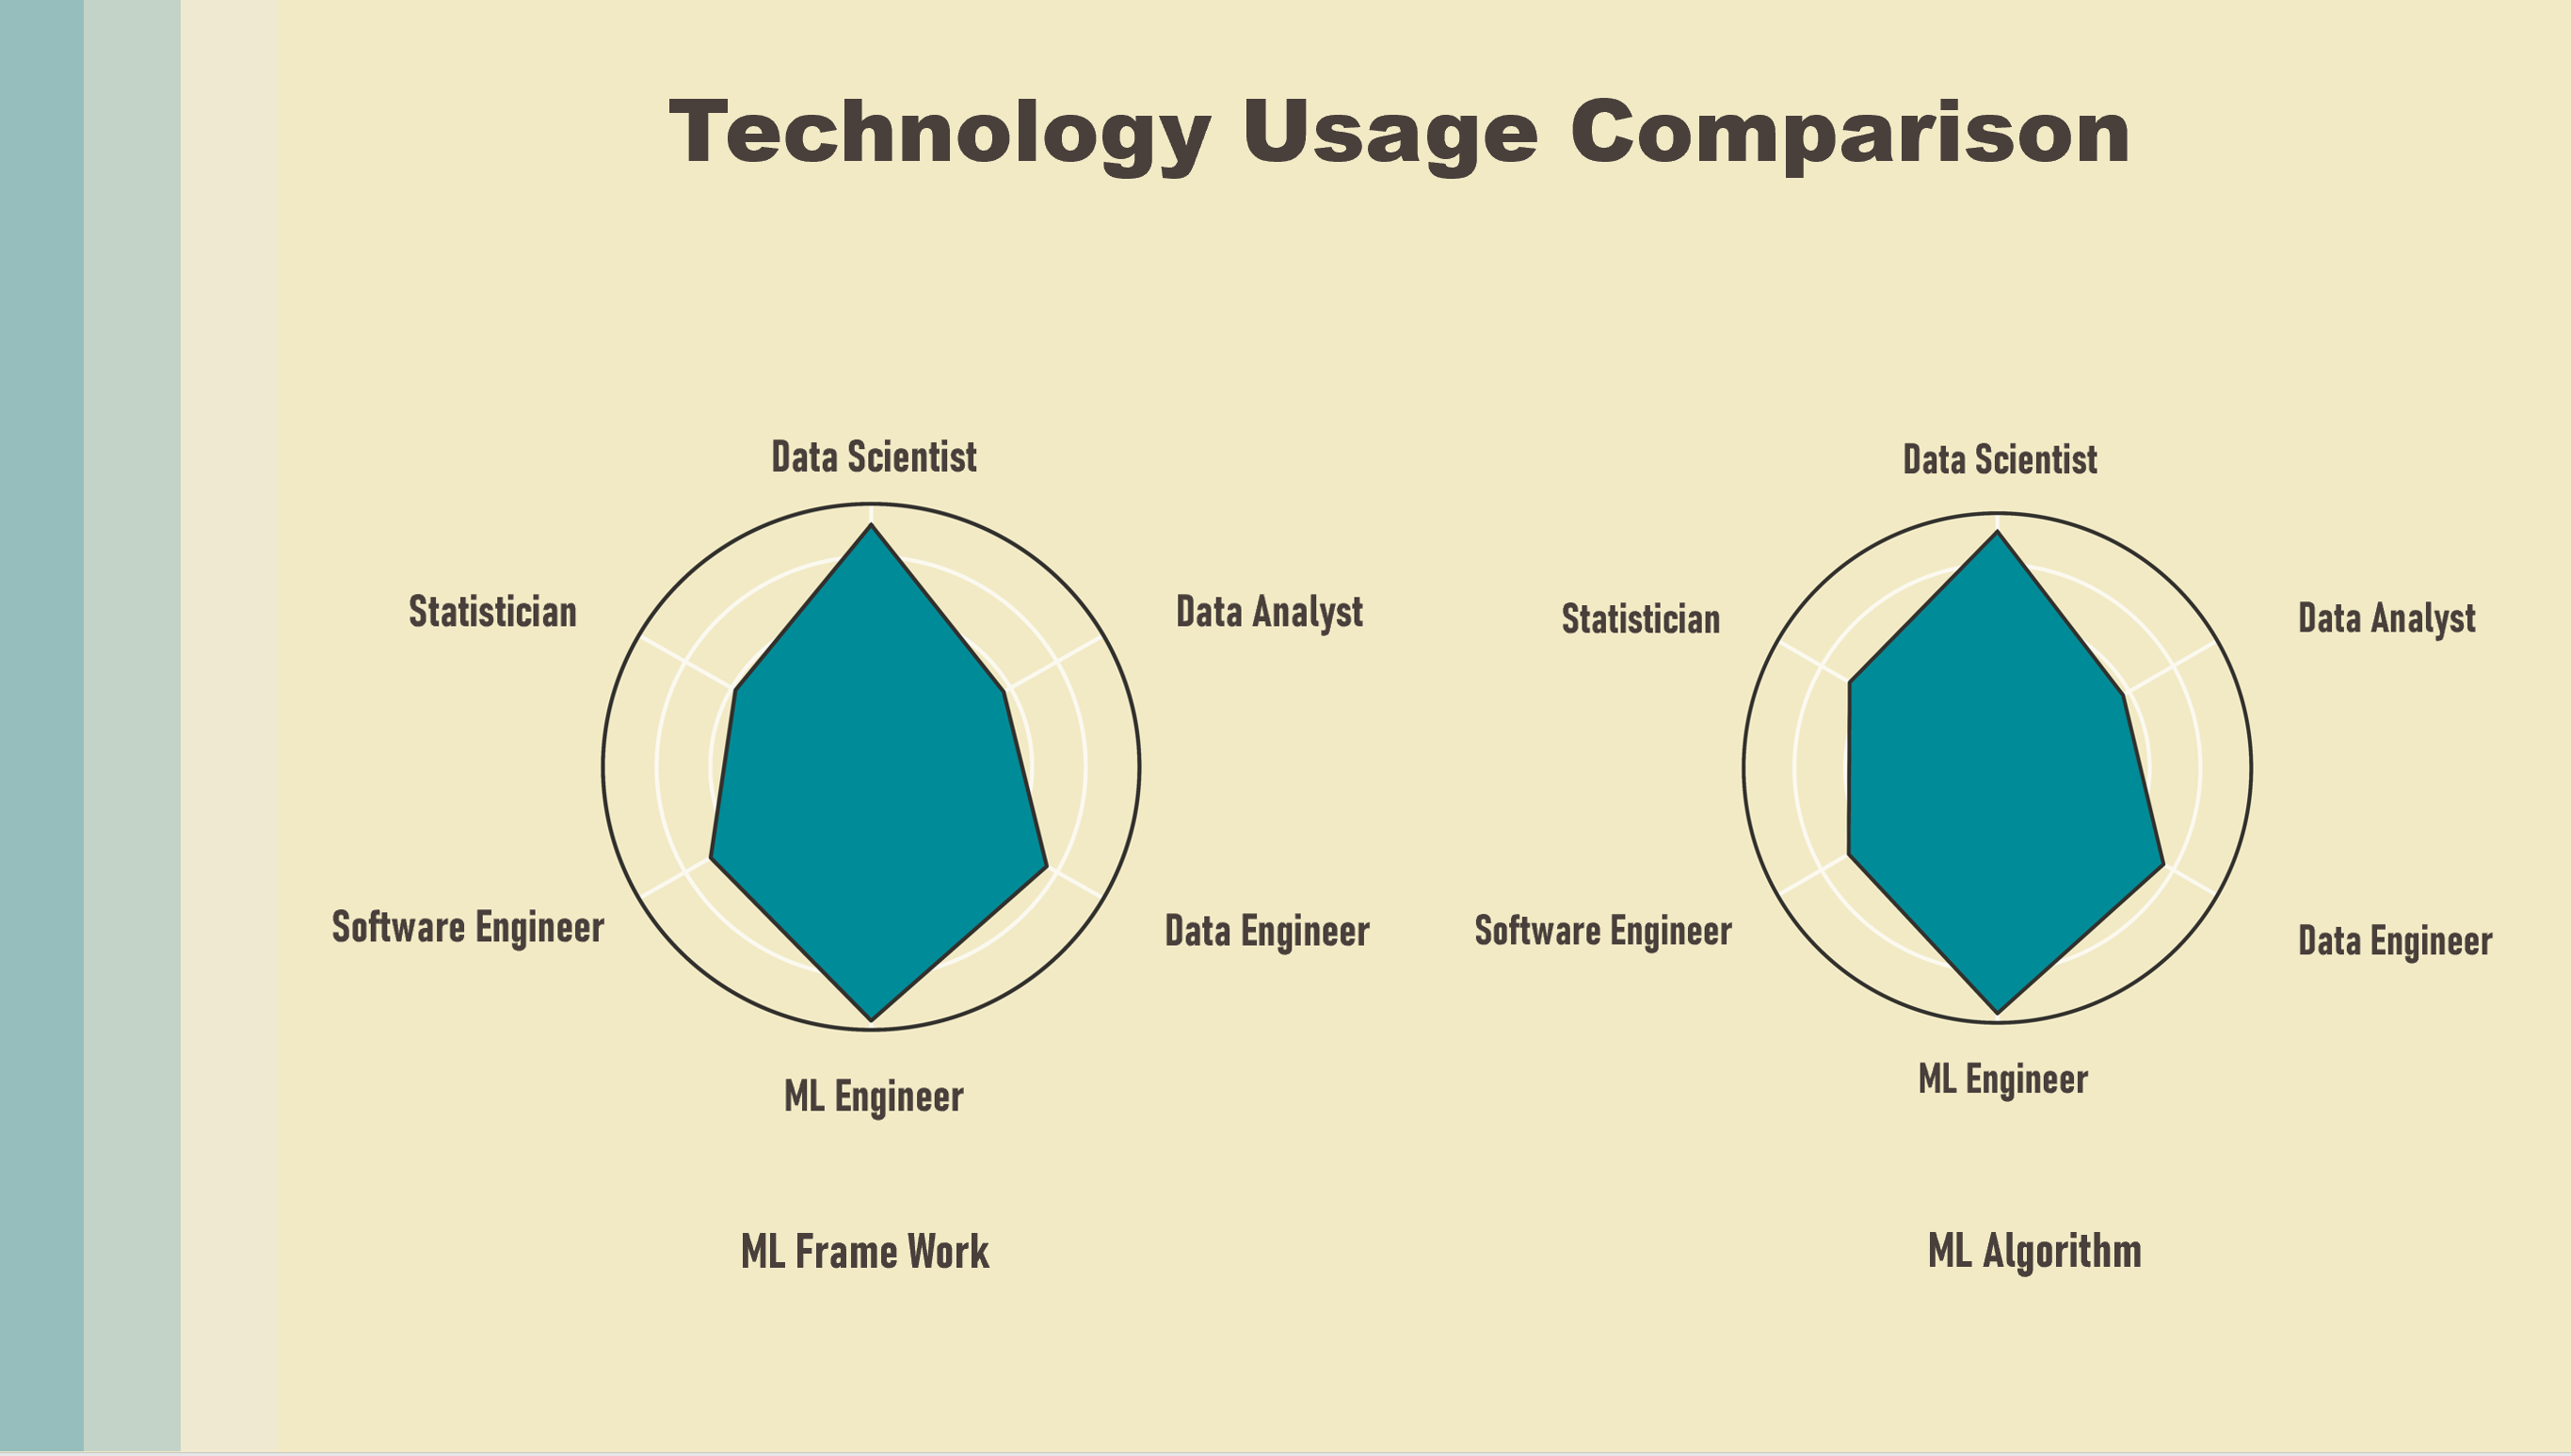 Technology Usage Comparison
Data Scientist
Statistician
Data Analyst
Software Engineer
Data Engineer
ML Engineer
ML Frame Work
Data Scientist
Statistician
Data Analyst
Software Engineer
Data Engineer
ML Engineer
ML Algorithm